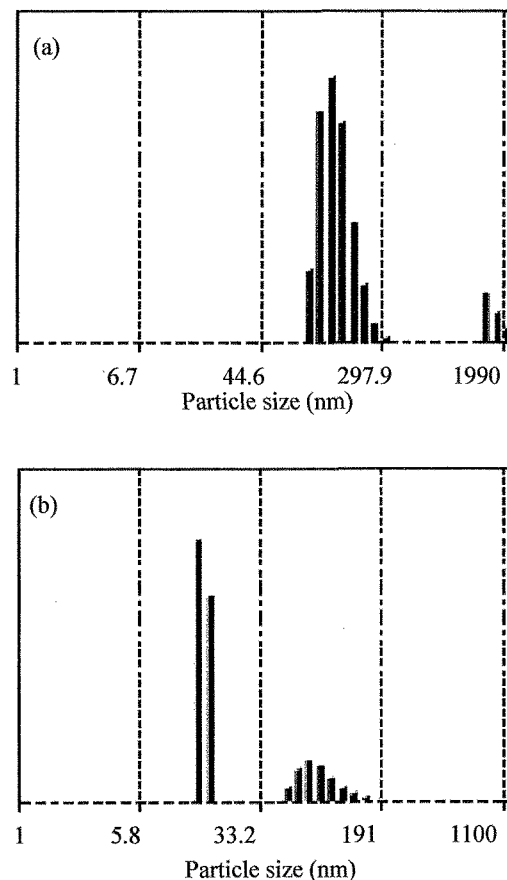 (a)
1 6.7 44.6 297.9 1990
Particle size (nm)
(b)
1 5.8 33.2 191 1100
Particle size (nm)